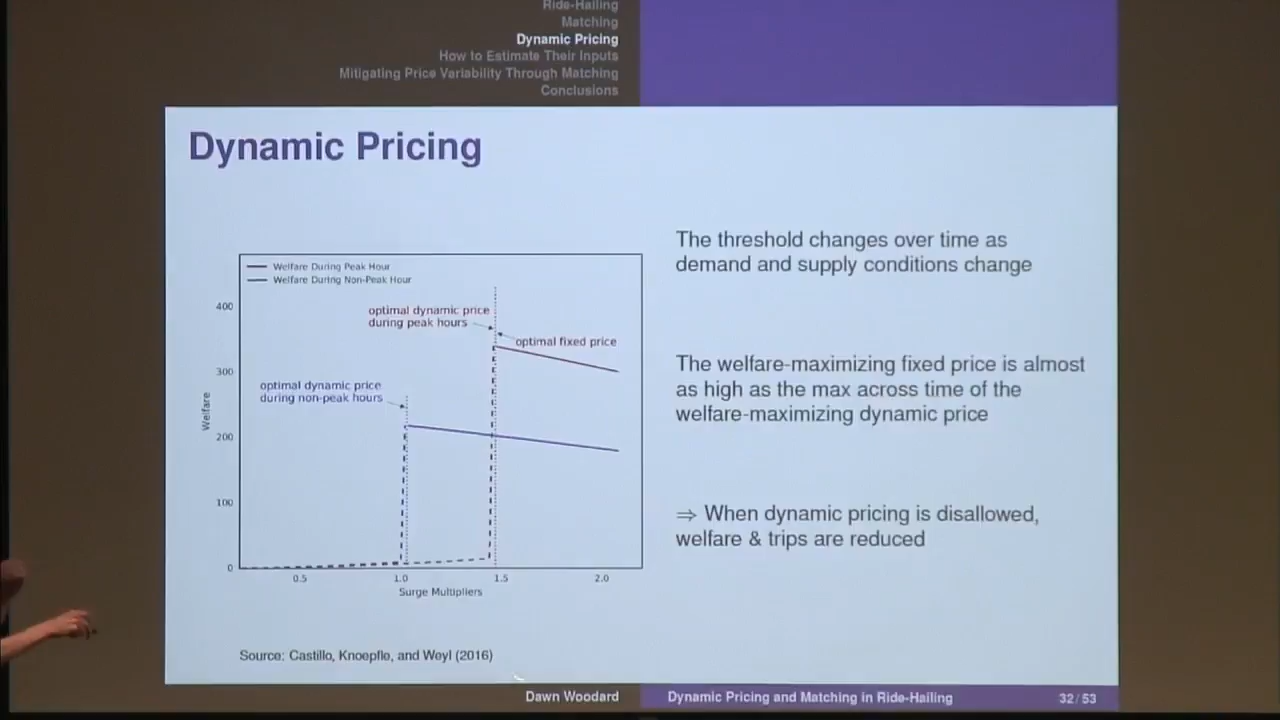 Ride-Hailing
Matching
Dynamic Pricing
How to Estimate Their Inputs
Mitigating Price Variability Through Matching
Conclusions
Dynamic Pricing
Welfare During Peak Hour
Welfare During Non-Peak Hour
400
300
200
100
0
Welfare
optimal dynamic price
during peak hours
optimal fixed price
optimal dynamic price
during non-peak hours
0.5
1.0
1.5
2.0
Surge Multipliers
Source: Castillo, Knoepfle, and Weyl (2016)
The threshold changes over time as
demand and supply conditions change
The welfare-maximizing fixed price is almost
as high as the max across time of the
welfare-maximizing dynamic price
⇒ When dynamic pricing is disallowed,
welfare & trips are reduced
Dawn Woodard
Dynamic Pricing and Matching in Ride-Hailing
32/53